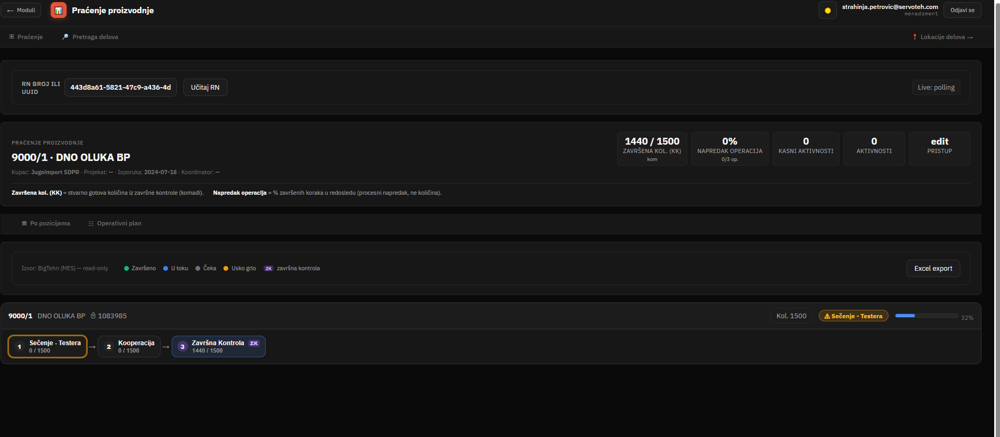 ← Moduli
Praćenje proizvodnje
strahinja.petrovic@servoteh.com
menadzment
Odjavi se
Praćenje
Pretraga delova
Lokacije delova →
RN BROJ ILI
UUID
443d8a61-5821-47c9-a436-4d
Učitaj RN
Live: polling
PRAĆENJE PROIZVODNJE
9000/1 · DNO OLUKA BP
Kupac: JugoImport SDPR · Projekat: — · Isporuka: 2024-07-18 · Koordinator: —
1440 / 1500
ZAVRŠENA KOL. (KK)
kom
0%
NAPREDAK OPERACIJA
0/3 op.
0
KASNI AKTIVNOSTI
0
AKTIVNOSTI
edit
PRISTUP
Završena kol. (KK) = stvarno gotova količina iz završne kontrole (komadi). Napredak operacija = % završenih koraka u redosledu (procesni napredak, ne količina).
Po pozicijama
Operativni plan
Izvor: BigTehn (MES) — read-only
Završeno
U toku
Čeka
Usko grlo
ZK završna kontrola
Excel export
9000/1 DNO OLUKA BP 1083985
Kol. 1500
⚠ Sečenje - Testera
32%
1 Sečenje - Testera
0 / 1500
→
2 Kooperacija
0 / 1500
→
3 Završna Kontrola ZK
1440 / 1500